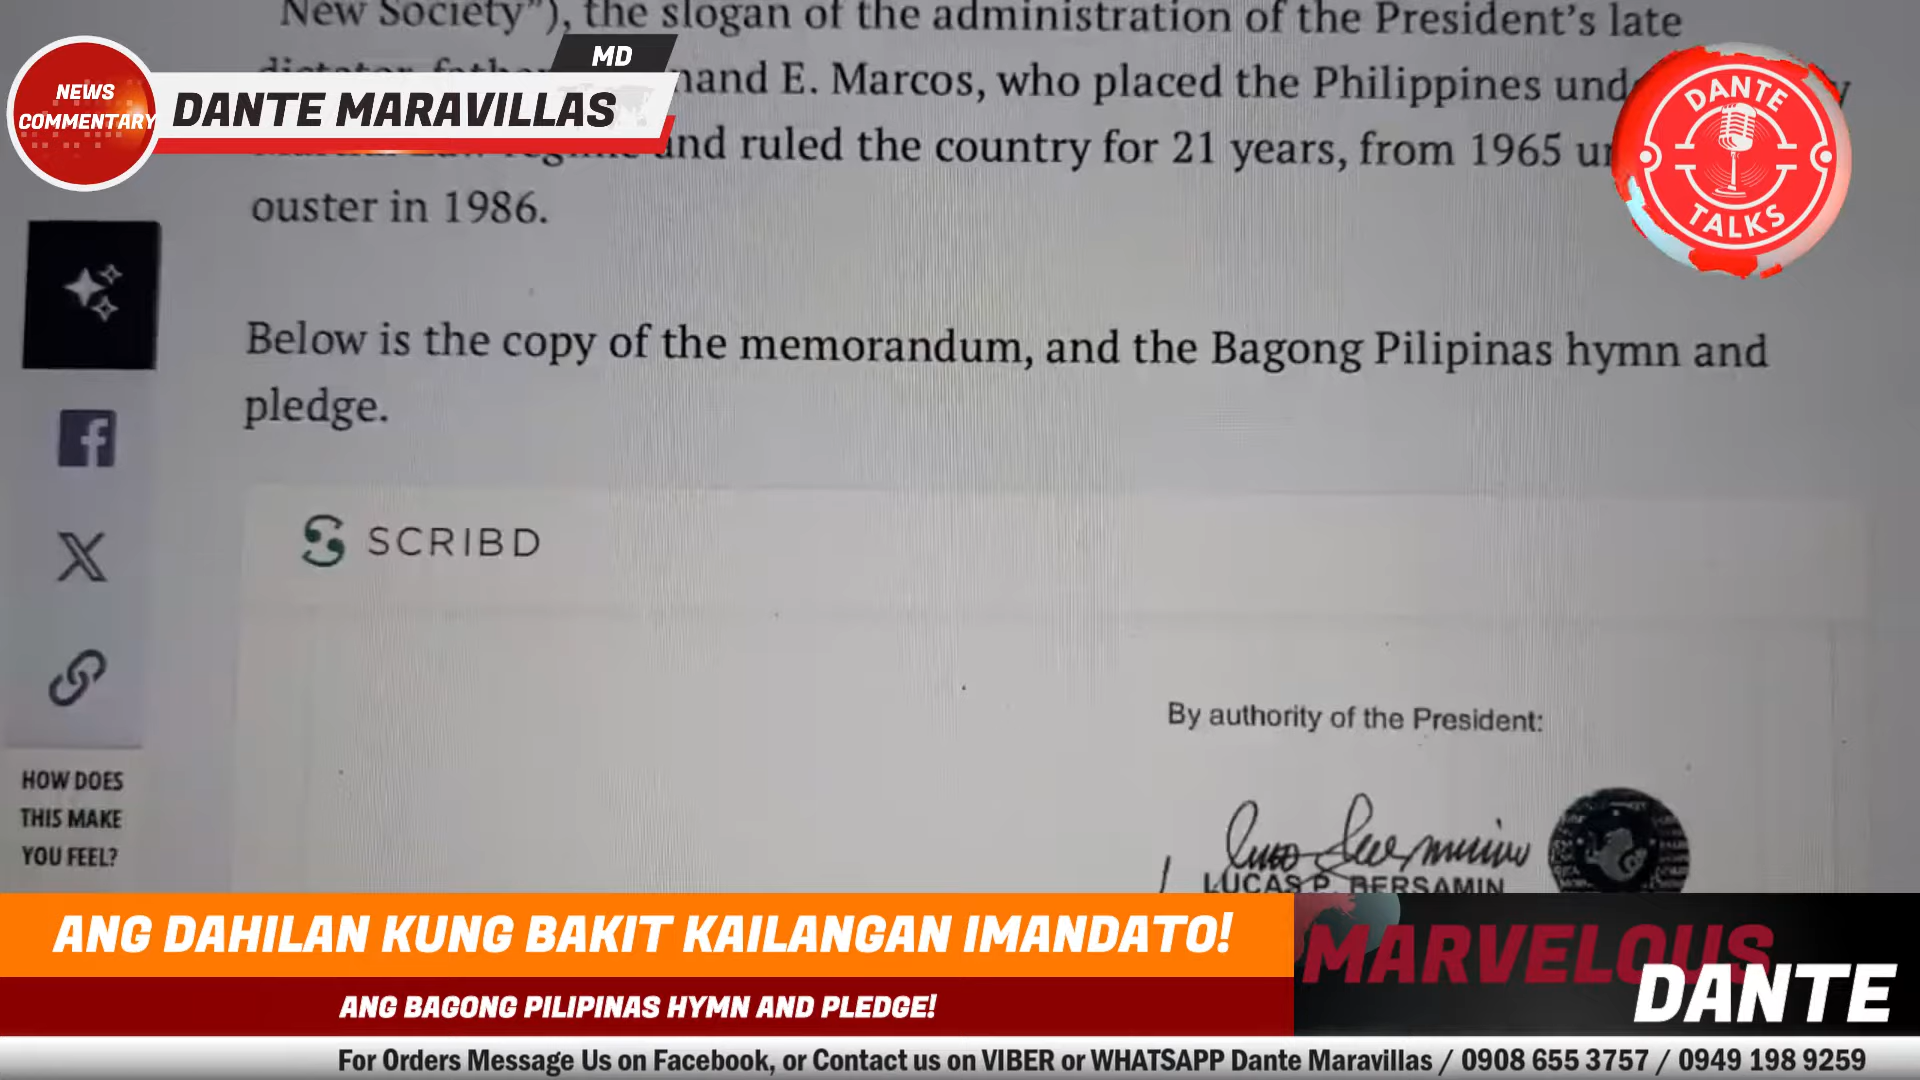 New Society”), the slogan of the administration of the President’s late
nand E. Marcos, who placed the Philippines
and ruled the country for 21 years, from 1965
ouster in 1986.
MD
NEWS
COMMENTARY
DANTE MARAVILLAS
DANTE
TALKS
Below is the copy of the memorandum, and the Bagong Pilipinas hymn and
pledge.
SCRIBD
By authority of the President:
LUCAS P. BERSAMIN
HOW DOES
THIS MAKE
YOU FEEL?
ANG DAHILAN KUNG BAKIT KAILANGAN IMANDATO!
ANG BAGONG PILIPINAS HYMN AND PLEDGE!
MARVELOUS
DANTE
For Orders Message Us on Facebook, or Contact us on VIBER or WHATSAPP Dante Maravillas / 0908 655 3757 / 0949 198 9259